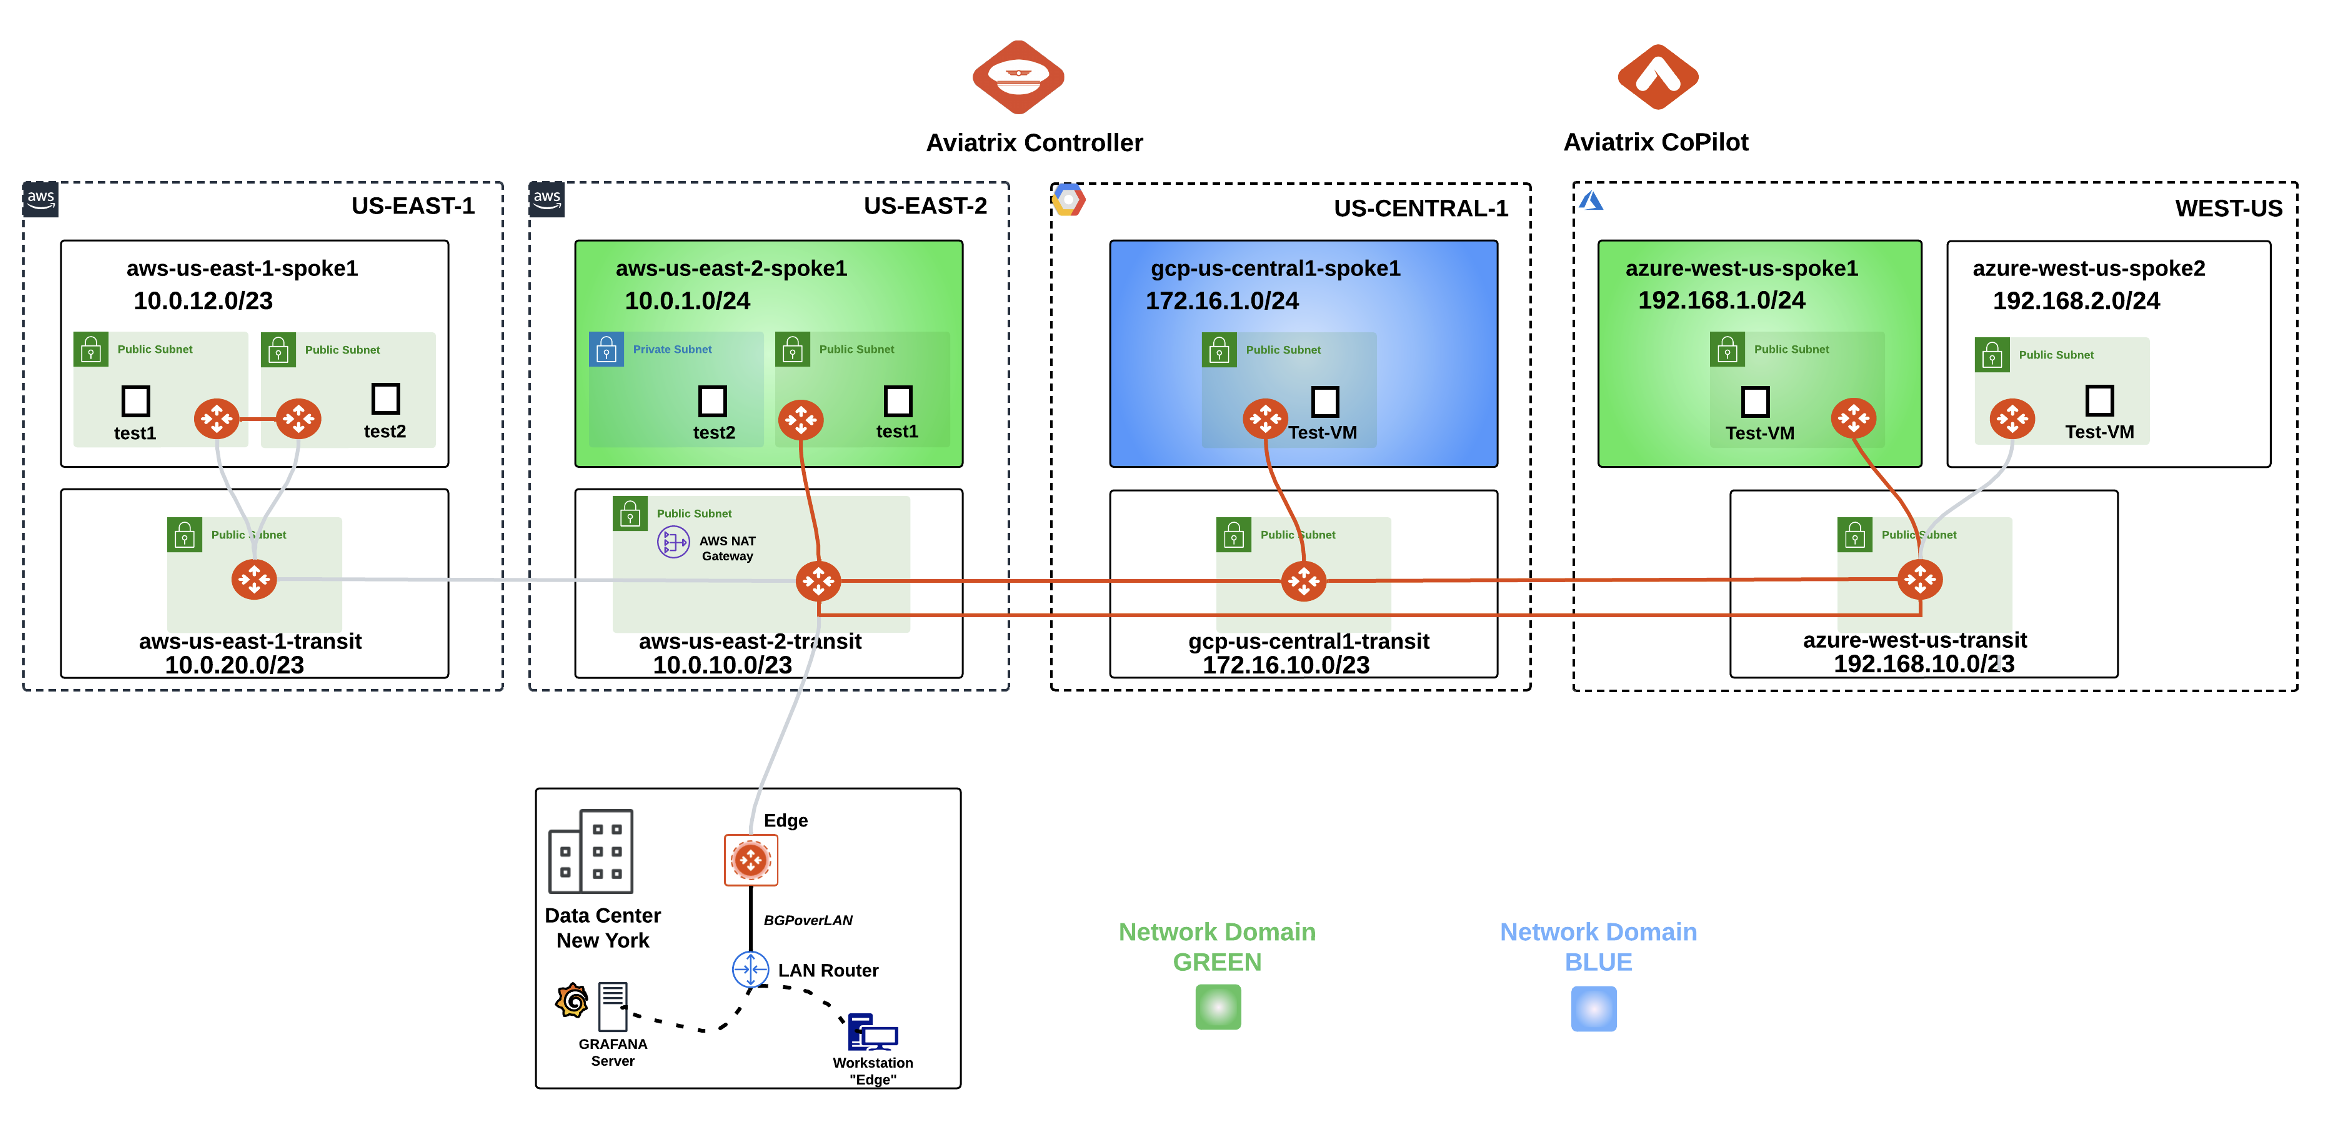 Aviatrix Controller
Aviatrix CoPilot
aws
US-EAST-1
aws-us-east-1-spoke1
10.0.12.0/23
Public Subnet
test1
Public Subnet
test2
Public Subnet
aws-us-east-1-transit
10.0.20.0/23
aws
US-EAST-2
aws-us-east-2-spoke1
10.0.1.0/24
Private Subnet
test2
Public Subnet
test1
Public Subnet
AWS NAT
Gateway
aws-us-east-2-transit
10.0.10.0/23
US-CENTRAL-1
gcp-us-central1-spoke1
172.16.1.0/24
Public Subnet
Test-VM
Public Subnet
gcp-us-central1-transit
172.16.10.0/23
WEST-US
azure-west-us-spoke1
192.168.1.0/24
Public Subnet
Test-VM
azure-west-us-spoke2
192.168.2.0/24
Public Subnet
Test-VM
Public Subnet
azure-west-us-transit
192.168.10.0/23
Edge
Data Center
New York
BGPoverLAN
LAN Router
GRAFANA
Server
Workstation
"Edge"
Network Domain
GREEN
Network Domain
BLUE